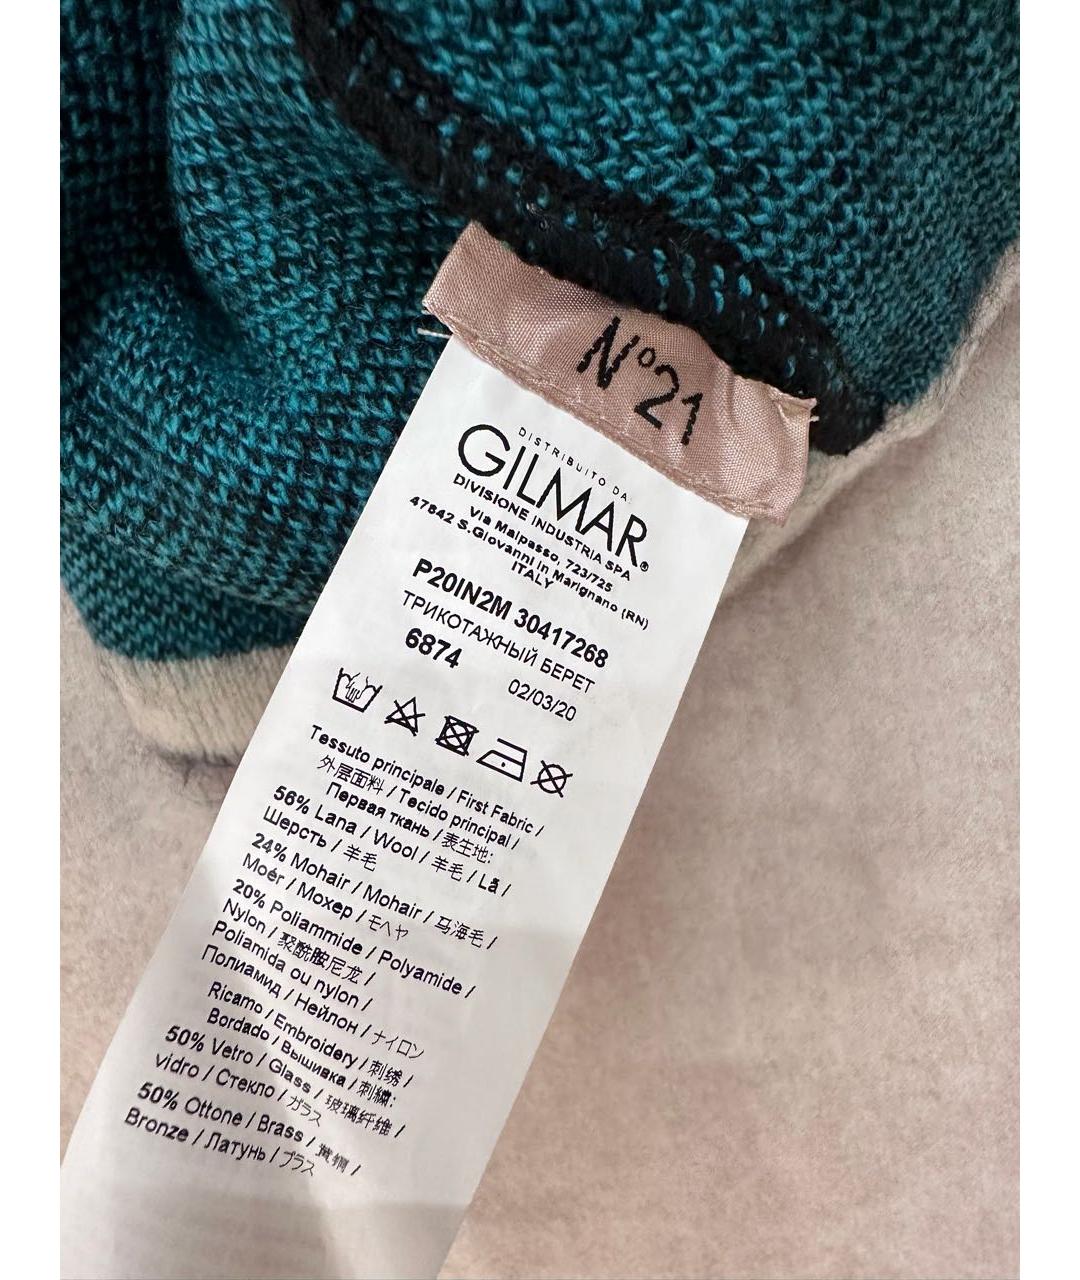 N°21
DISTRIBUITO DA:
GILMAR®
DIVISIONE INDUSTRIA SPA
Via Malpasso, 723/725
47842 S.Giovanni in Marignano (RN)
ITALY
P20IN2M 30417268
ТРИКОТАЖНЫЙ БЕРЕТ
6874
02/03/20
Tessuto principale / First Fabric /
外层面料 / Tecido principal /
Первая ткань / 表生地:
56% Lana / Wool / 羊毛 / Lã /
Шерсть / 羊毛
24% Mohair / Mohair / 马海毛 /
Moér / Мохер / モヘヤ
20% Poliammide / Polyamide /
Nylon / 聚酰胺尼龙 /
Poliamida ou nylon /
Полиамид / Нейлон / ナイロン
Ricamo / Embroidery / 刺绣 /
Bordado / Вышивка / 刺繍:
50% Vetro / Glass / 玻璃纤维 /
vidro / Стекло / ガラス
50% Ottone / Brass / 黄铜 /
Bronze / Латунь / ブラス